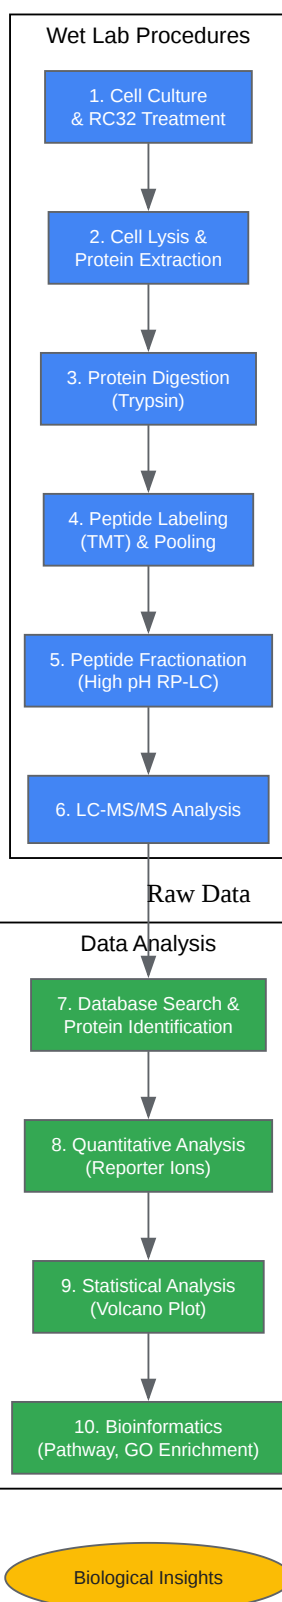 Wet Lab Procedures
1. Cell Culture
& RC32 Treatment
2. Cell Lysis &
Protein Extraction
3. Protein Digestion
(Trypsin)
4. Peptide Labeling
(TMT) & Pooling
5. Peptide Fractionation
(High pH RP-LC)
6. LC-MS/MS Analysis
Raw Data
Data Analysis
7. Database Search &
Protein Identification
8. Quantitative Analysis
(Reporter Ions)
9. Statistical Analysis
(Volcano Plot)
10. Bioinformatics
(Pathway, GO Enrichment)
Biological Insights